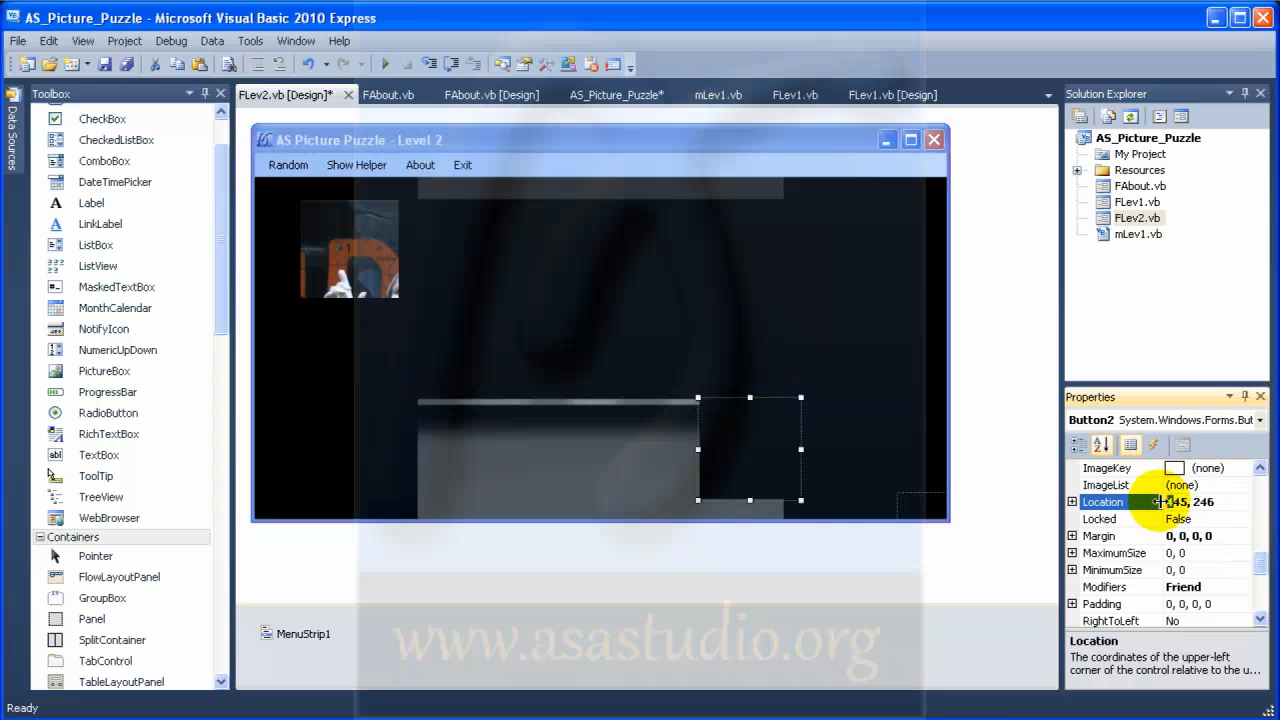 AS_Picture_Puzzle - Microsoft Visual Basic 2010 Express
File Edit View Project Debug Data Tools Window Help
Data Sources
Toolbox
CheckBox
CheckedListBox
ComboBox
DateTimePicker
Label
LinkLabel
ListBox
ListView
MaskedTextBox
MonthCalendar
NotifyIcon
NumericUpDown
PictureBox
ProgressBar
RadioButton
RichTextBox
TextBox
ToolTip
TreeView
WebBrowser
Containers
Pointer
FlowLayoutPanel
GroupBox
Panel
SplitContainer
TabControl
TableLayoutPanel
FLev2.vb [Design]* FAbout.vb FAbout.vb [Design] AS_Picture_Puzzle* mLev1.vb FLev1.vb FLev1.vb [Design]
AS Picture Puzzle - Level 2
Random Show Helper About Exit
MenuStrip1
www.asastudio.org
Solution Explorer
AS_Picture_Puzzle
My Project
Resources
FAbout.vb
FLev1.vb
FLev2.vb
mLev1.vb
Properties
Button2 System.Windows.Forms.But
ImageKey (none)
ImageList (none)
Location 45, 246
Locked False
Margin 0, 0, 0, 0
MaximumSize 0, 0
MinimumSize 0, 0
Modifiers Friend
Padding 0, 0, 0, 0
RightToLeft No
Location
The coordinates of the upper-left
corner of the control relative to the u...
Ready